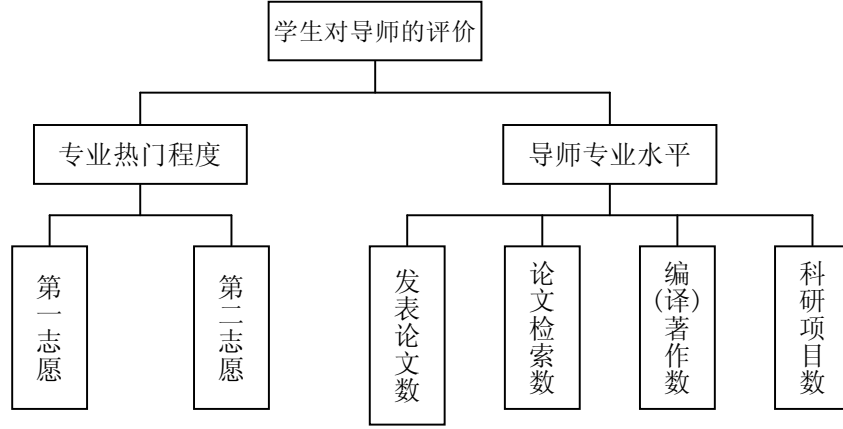 学生对导师的评价
专业热门程度
导师专业水平
第一志愿
第二志愿
发表论文数
论文检索数
编(译)著作数
科研项目数